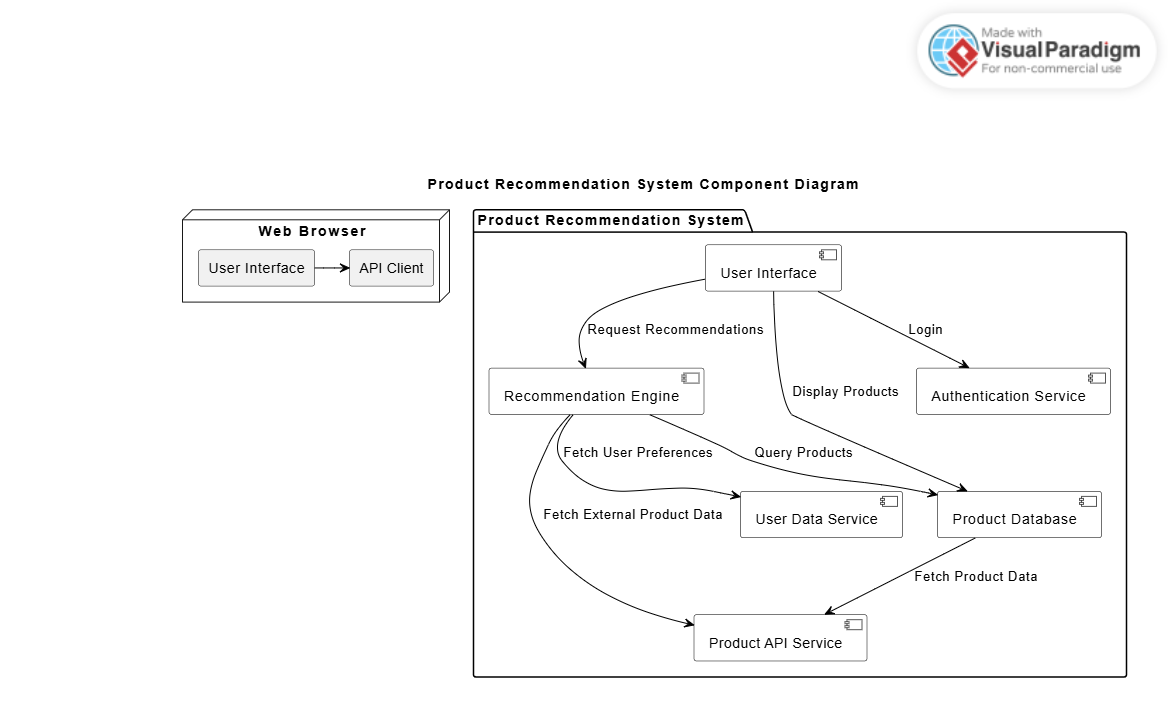 Made with
VisualParadigm
For non-commercial use
Product Recommendation System Component Diagram
Web Browser
User Interface
API Client
Product Recommendation System
User Interface
Request Recommendations
Login
Display Products
Recommendation Engine
Authentication Service
Fetch User Preferences
Query Products
Fetch External Product Data
User Data Service
Product Database
Fetch Product Data
Product API Service